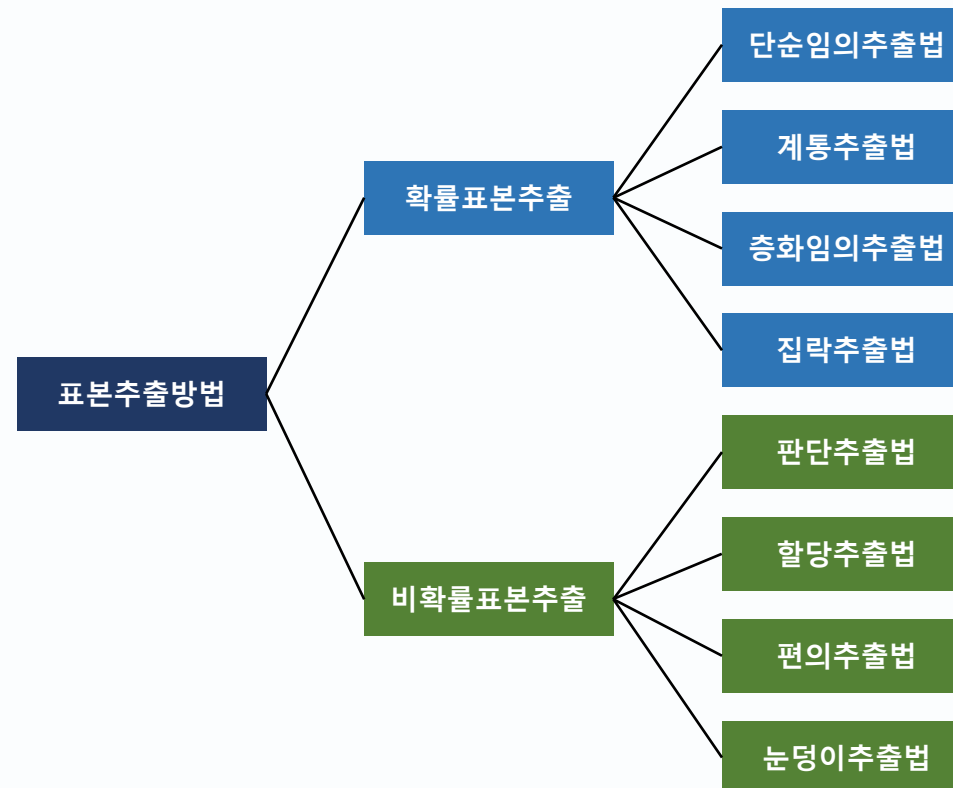 표본추출방법
확률표본추출
단순임의추출법
계통추출법
층화임의추출법
집락추출법
비확률표본추출
판단추출법
할당추출법
편의추출법
눈덩이추출법